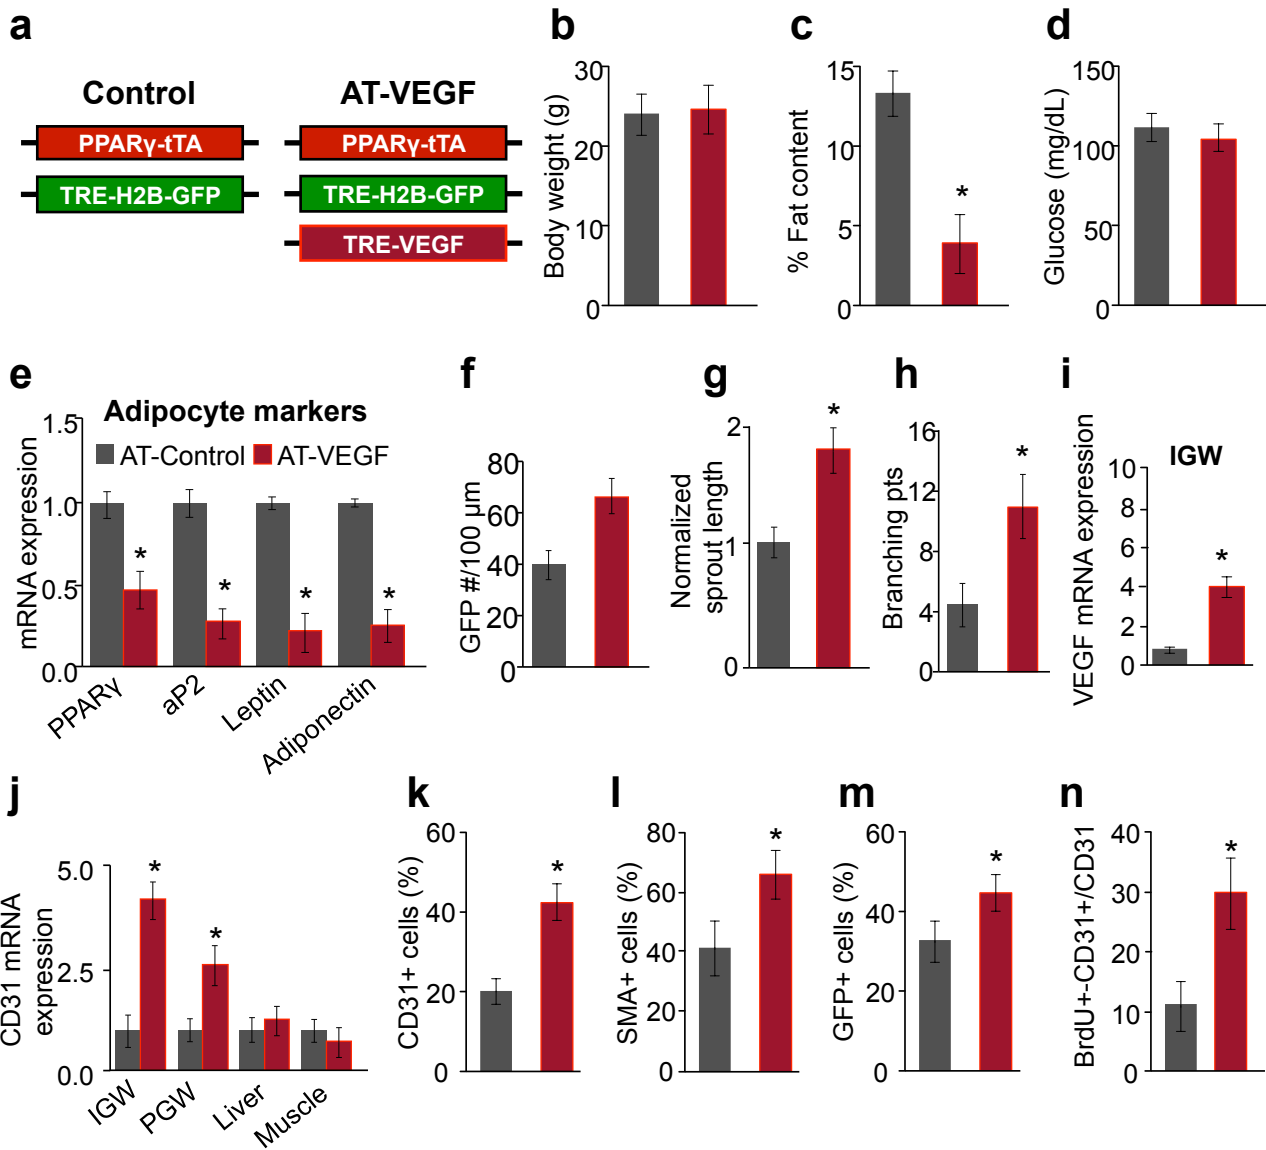 a
Control
AT-VEGF
PPARγ-tTA
PPARγ-tTA
TRE-H2B-GFP
TRE-H2B-GFP
TRE-VEGF
b
Body weight (g)
30
20
10
0
c
% Fat content
15
10
5
0
*
d
Glucose (mg/dL)
150
100
50
0
e
Adipocyte markers
AT-Control
AT-VEGF
mRNA expression
1.5
1.0
0.5
0.0
*
*
*
*
PPARγ
aP2
Leptin
Adiponectin
f
GFP #/100 μm
80
60
40
20
0
g
Normalized
sprout length
2
1
0
*
h
Branching pts
16
12
8
4
0
*
i
IGW
VEGF mRNA expression
10
8
6
4
2
0
*
j
CD31 mRNA
expression
5.0
2.5
0.0
*
*
IGW
PGW
Liver
Muscle
k
CD31+ cells (%)
60
40
20
0
*
l
SMA+ cells (%)
80
60
40
20
0
*
m
GFP+ cells (%)
60
40
20
0
*
n
BrdU+-CD31+/CD31
40
30
20
10
0
*